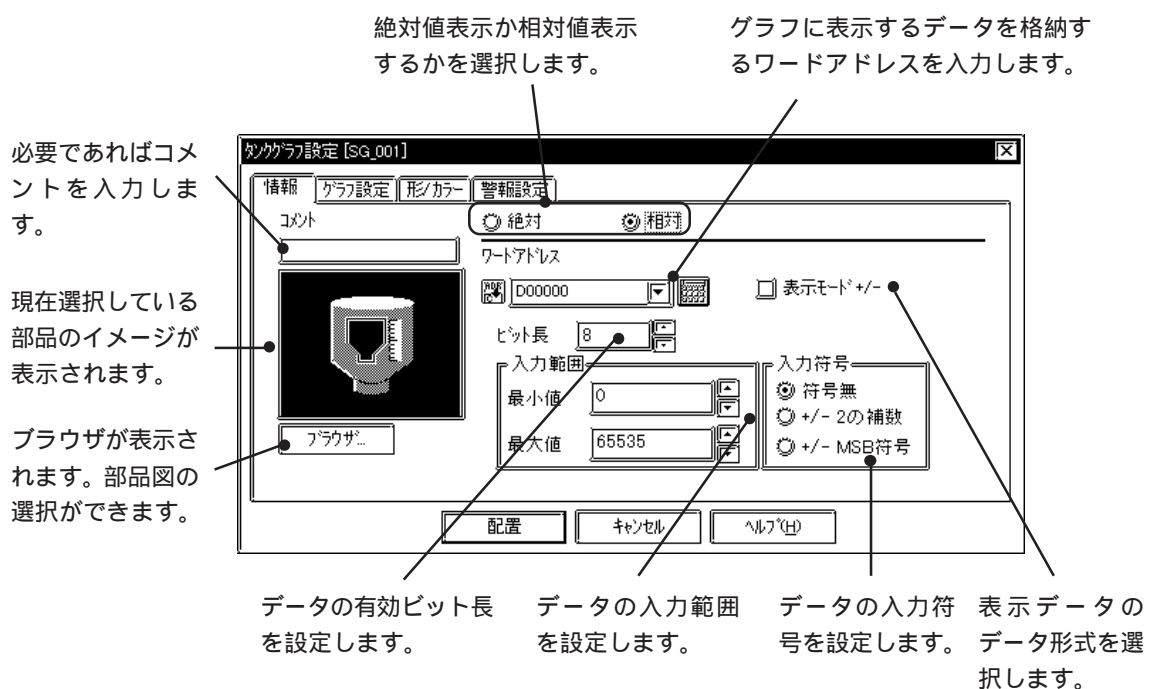 絶対値表示か相対値表示
するかを選択します。
グラフに表示するデータを格納す
るワードアドレスを入力します。
必要であればコメ
ントを入力しま
す。
現在選択している
部品のイメージが
表示されます。
ブラウザが表示さ
れます。部品図の
選択ができます。
ﾀﾝｸｸﾞﾗﾌ設定 [SG_001]
情報 ｸﾞﾗﾌ設定 形/ｶﾗｰ 警報設定
ｺﾒﾝﾄ
絶対 相対
ﾜｰﾄﾞｱﾄﾞﾚｽ
D00000
表示ﾓｰﾄﾞ+/-
ﾋﾞｯﾄ長 8
入力範囲
最小値 0
最大値 65535
入力符号
符号無
+/- 2の補数
+/- MSB符号
ﾌﾞﾗｳｻﾞ...
配置 ｷｬﾝｾﾙ ﾍﾙﾌﾟ(H)
データの有効ビット長
を設定します。
データの入力範囲
を設定します。
データの入力符
号を設定します。
表示データの
データ形式を選
択します。